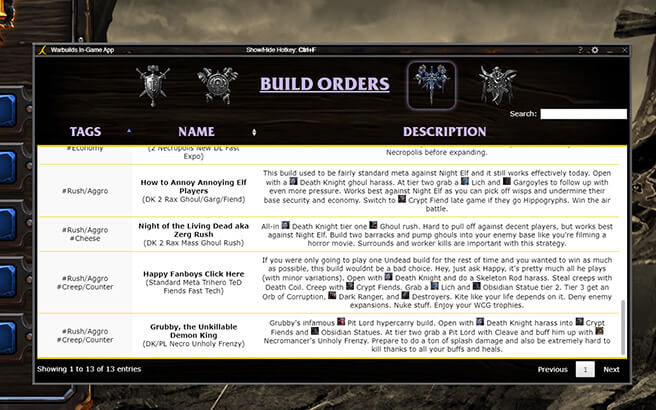 Warbuilds In-Game App
Show/Hide Hotkey: Ctrl+F
BUILD ORDERS
Search:
TAGS
NAME
DESCRIPTION
#Economy
(2 Necropolis New DL Fast
Expo)
Necropolis before expanding.
#Rush/Aggro
How to Annoy Annoying Elf
Players
(DK 2 Rax Ghoul/Garg/Fiend)
This build used to be fairly standard meta against Night Elf and it still works effectively today. Open
with a Death Knight ghoul harass. At tier two grab a Lich and Gargoyles to follow up with
even more pressure. Works best against Night Elf as you can pick off wisps and undermine their
base security and economy. Switch to Crypt Fiend late game if they go Hippogryphs. Win the air
battle.
#Rush/Aggro
#Cheese
Night of the Living Dead aka
Zerg Rush
(DK 2 Rax Mass Ghoul Rush)
All-in Death Knight tier one Ghoul rush. Hard to pull off against decent players, but works best
against Night Elf. Build two barracks and pump ghouls into your enemy base like you're filming a
horror movie. Surrounds and worker kills are important with this strategy.
#Rush/Aggro
#Creep/Counter
Happy Fanboys Click Here
(Standard Meta Trihero TeD
Fiends Fast Tech)
If you were only going to play one Undead build for the rest of time and you wanted to win as much
as possible, this build wouldn't be a bad choice. Hey, just ask Happy, it's pretty much all he plays
(with minor variations). Open with Death Knight and do a Skeleton Rod harass. Steal creeps with
Death Coil. Creep with Crypt Fiends. Grab a Lich and Obsidian Statue tier 2. Tier 3 get an
Orb of Corruption, Dark Ranger, and Destroyers. Kite like your life depends on it. Deny enemy
expansions. Nuke stuff. Enjoy your WCG trophies.
#Rush/Aggro
#Creep/Counter
Grubby, the Unkillable
Demon King
(DK/PL Necro Unholy Frenzy)
Grubby's infamous Pit Lord hypercarry build. Open with Death Knight harass into Crypt
Fiends and Obsidian Statues. At tier two grab a Pit Lord with Cleave and buff him up with
Necromancer's Unholy Frenzy. Prepare to do a ton of splash damage and also be extremely hard to
kill thanks to all your buffs and heals.
Showing 1 to 13 of 13 entries
Previous 1 Next